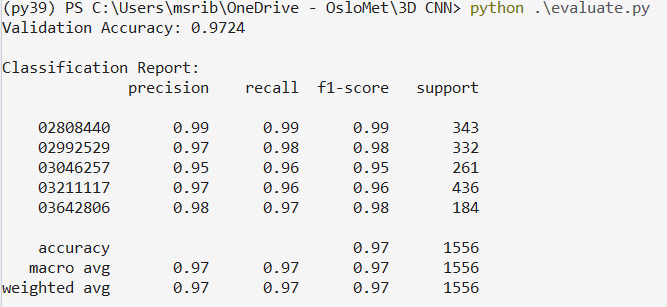 (py39) PS C:\Users\msrib\OneDrive - OsloMet\3D CNN> python .\evaluate.py
Validation Accuracy: 0.9724
Classification Report:
precision recall f1-score support
02808440 0.99 0.99 0.99 343
02992529 0.97 0.98 0.98 332
03046257 0.95 0.96 0.95 261
03211117 0.97 0.96 0.96 436
03642806 0.98 0.97 0.98 184
accuracy 0.97 1556
macro avg 0.97 0.97 0.97 1556
weighted avg 0.97 0.97 0.97 1556